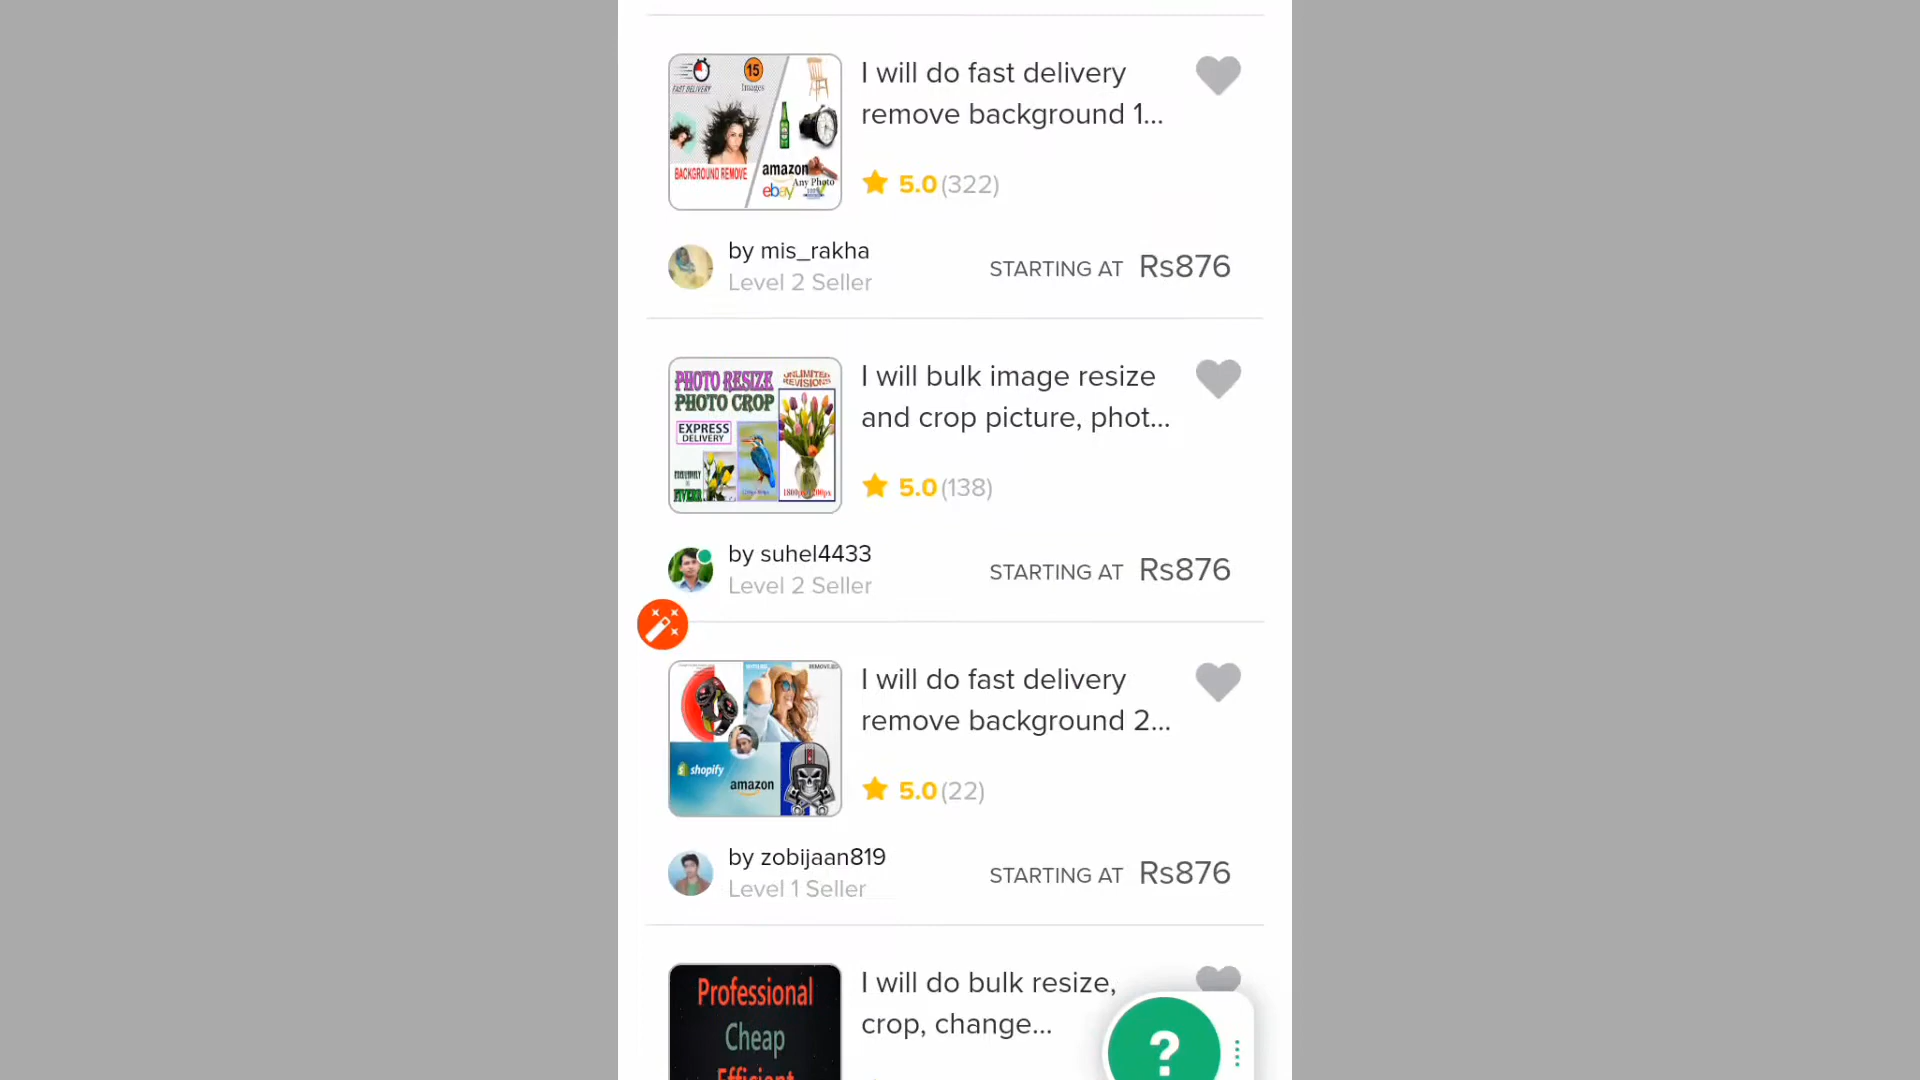 FAST DELIVERY
15
Images
BACKGROUND REMOVE
amazon
Any Photo
ebay
I will do fast delivery
remove background 1...
5.0 (322)
by mis_rakha
Level 2 Seller
STARTING AT Rs876
PHOTO RESIZE
PHOTO CROP
UNLIMITED
REVISIONS
EXPRESS
DELIVERY
FIVERR
I will bulk image resize
and crop picture, phot...
5.0 (138)
by suhel4433
Level 2 Seller
STARTING AT Rs876
shopify
amazon
I will do fast delivery
remove background 2...
5.0 (22)
by zobijaan819
Level 1 Seller
STARTING AT Rs876
Professional
Cheap
Efficient
I will do bulk resize,
crop, change...
?